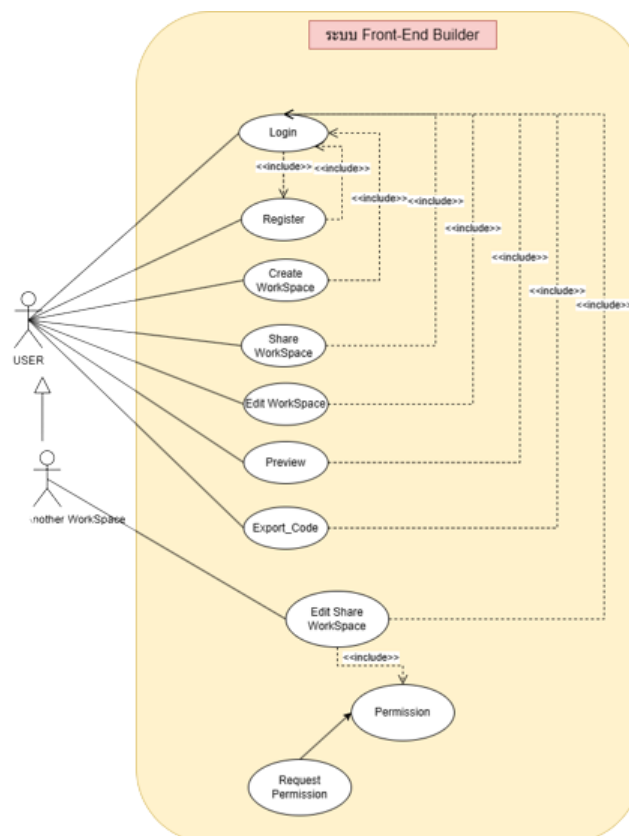 ระบบ Front-End Builder
Login
<<include>>
<<include>>
<<include>>
<<include>>
<<include>>
<<include>>
<<include>>
<<include>>
Register
Create
WorkSpace
Share
WorkSpace
USER
Edit WorkSpace
Preview
Another WorkSpace
Export_Code
Edit Share
WorkSpace
<<include>>
Permission
Request
Permission